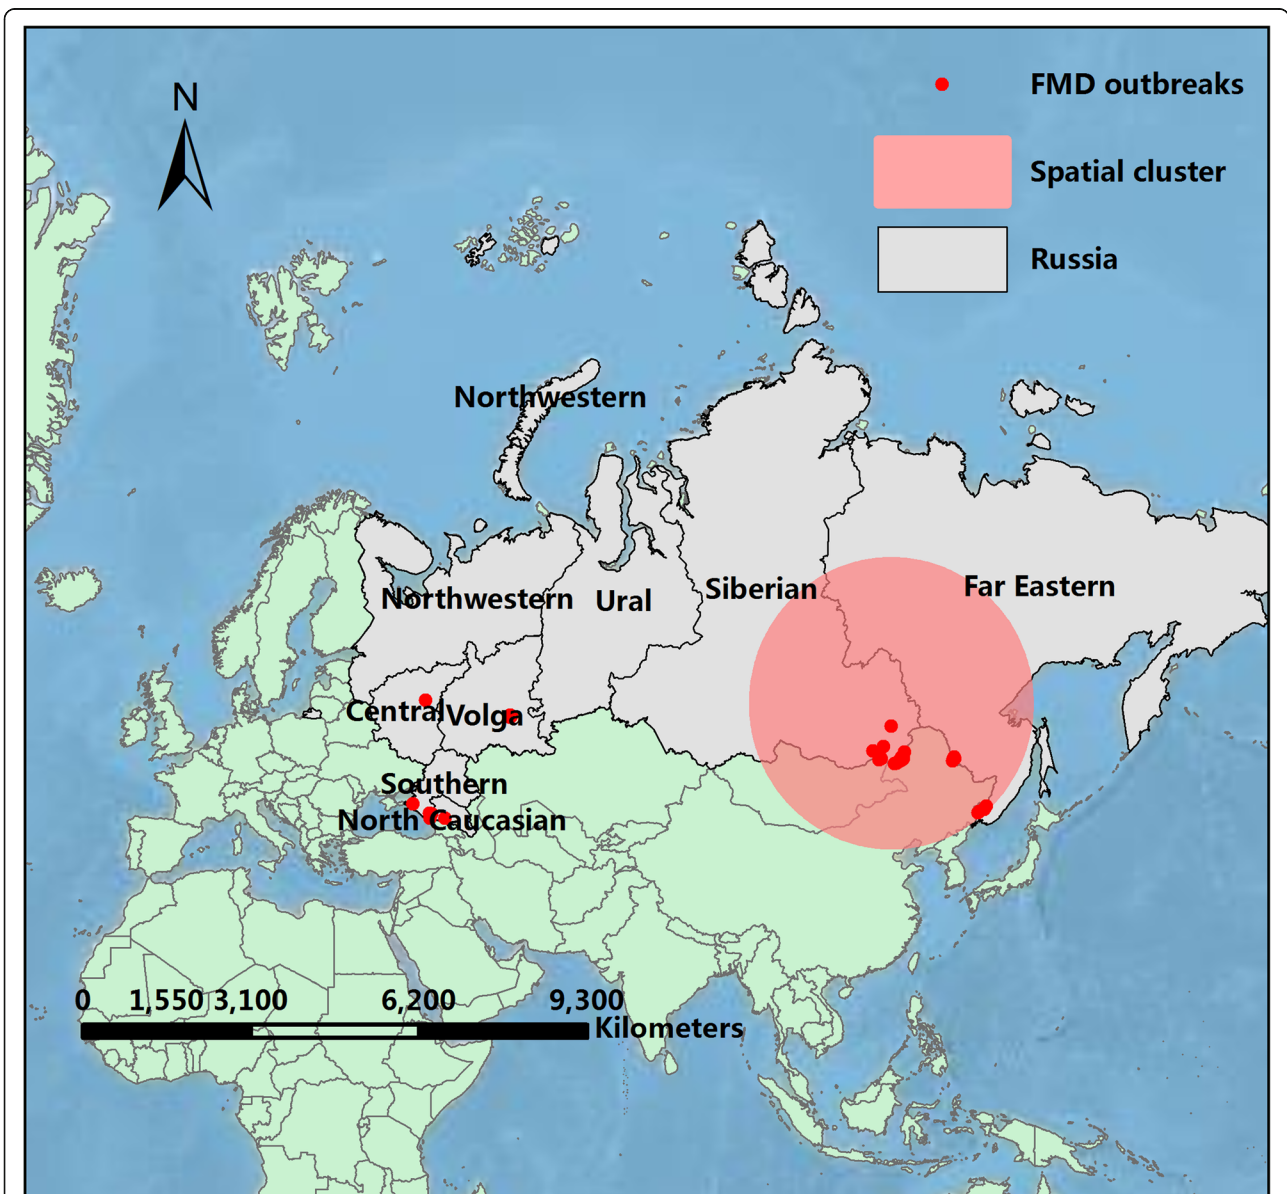 N
FMD outbreaks
Spatial cluster
Russia
Northwestern
Northwestern
Ural
Siberian
Far Eastern
Central
Volga
Southern
North Caucasian
0 1,550 3,100 6,200 9,300
Kilometers